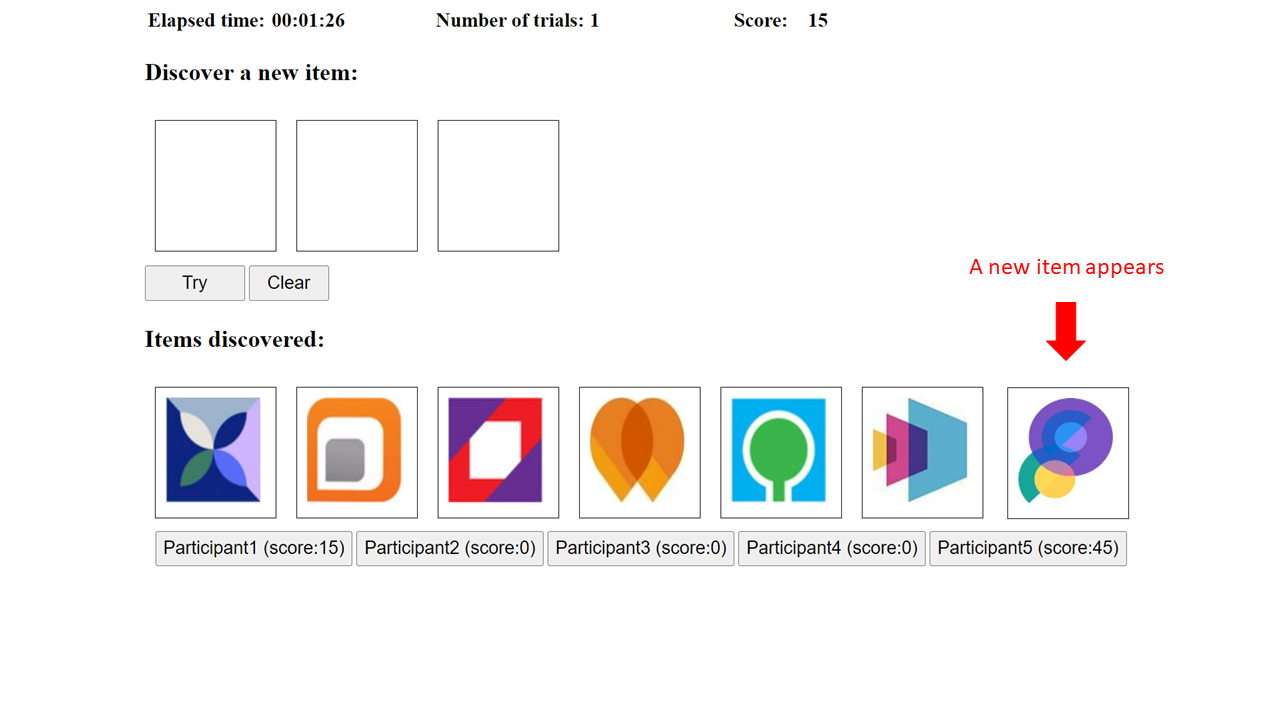 Elapsed time: 00:01:26 Number of trials: 1 Score: 15
Discover a new item:
Try Clear
A new item appears
Items discovered:
Participant1 (score:15) Participant2 (score:0) Participant3 (score:0) Participant4 (score:0) Participant5 (score:45)